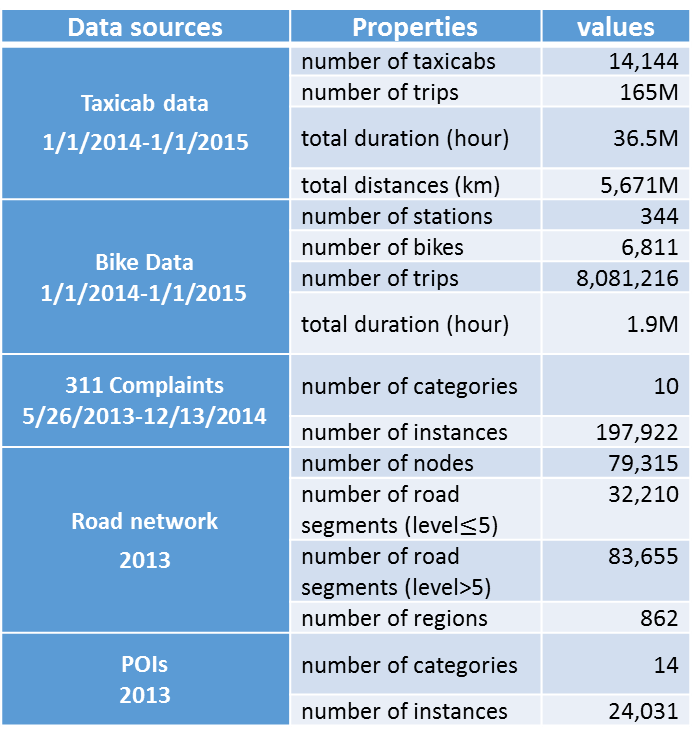 Data sources Properties values
Taxicab data
1/1/2014-1/1/2015
number of taxicabs 14,144
number of trips 165M
total duration (hour) 36.5M
total distances (km) 5,671M
Bike Data
1/1/2014-1/1/2015
number of stations 344
number of bikes 6,811
number of trips 8,081,216
total duration (hour) 1.9M
311 Complaints
5/26/2013-12/13/2014
number of categories 10
number of instances 197,922
Road network
2013
number of nodes 79,315
number of road 32,210
segments (level≤5)
number of road 83,655
segments (level>5)
number of regions 862
POIs
2013
number of categories 14
number of instances 24,031